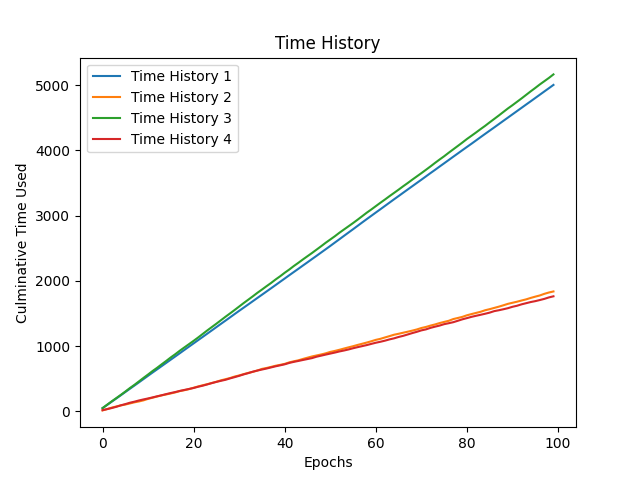 Time History
Time History 1
Time History 2
Time History 3
Time History 4
5000
4000
3000
2000
1000
0
Culminative Time Used
0 20 40 60 80 100
Epochs